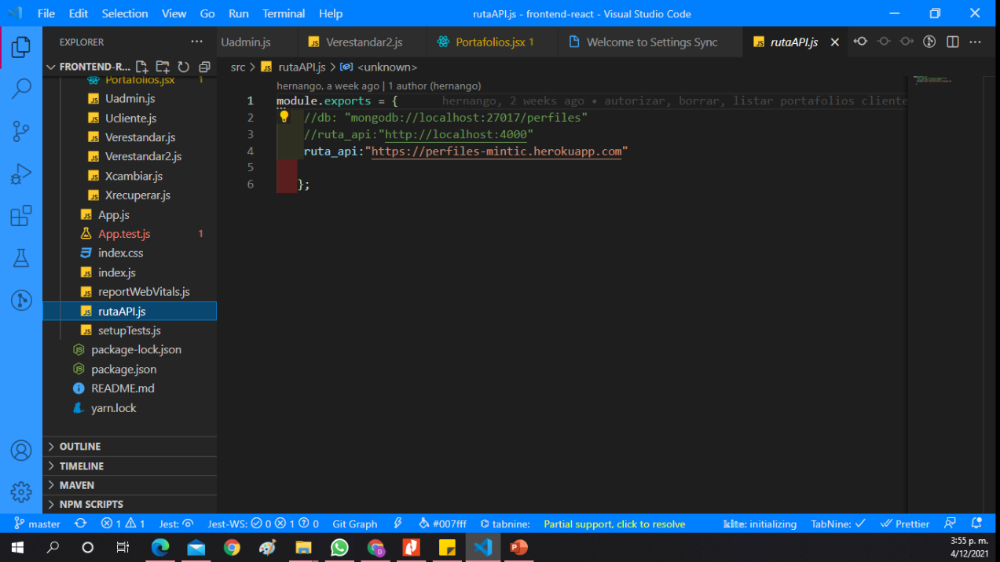 File Edit Selection View Go Run Terminal Help rutaAPI.js - frontend-react - Visual Studio Code
EXPLORER
Uadmin.js Verestandar2.js Portafolios.jsx 1 Welcome to Settings Sync rutaAPI.js
FRONTEND-R...
src > rutaAPI.js > <unknown>
Portafolios.jsx 1
Uadmin.js
Ucliente.js
Verestandar.js
Verestandar2.js
Xcambiar.js
Xrecuperar.js
App.js
App.test.js 1
index.css
index.js
reportWebVitals.js
rutaAPI.js
setupTests.js
package-lock.json
package.json
README.md
yarn.lock
OUTLINE
TIMELINE
MAVEN
NPM SCRIPTS
hernango, a week ago | 1 author (hernango)
1 module.exports = { hernango, 2 weeks ago • autorizar, borrar, listar portafolios cliente
2 //db: "mongodb://localhost:27017/perfiles"
3 //ruta_api:"http://localhost:4000"
4 ruta_api:"https://perfiles-mintic.herokuapp.com"
5
6 };
master 1 1 Jest: Jest-WS: 0 1 0 Git Graph #007fff tabnine: Partial support, click to resolve kite: initializing TabNine: Prettier
3:55 p. m.
4/12/2021